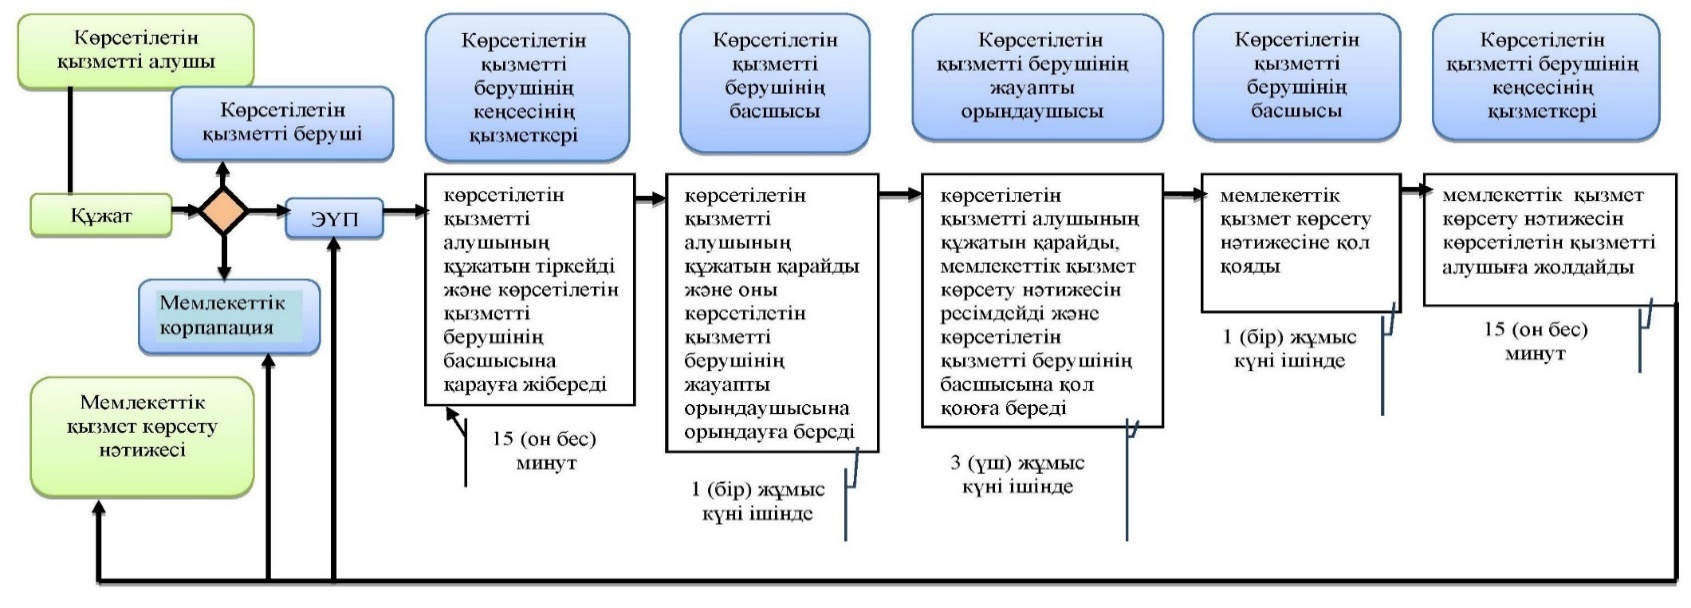 Көрсетілетін
қызметті алушы
Көрсетілетін
қызметті беруші
Құжат
ЭҮП
Мемлекеттік
корпапация
Мемлекеттік
қызмет көрсету
нәтижесі
Көрсетілетін
қызметті
берушінің
кеңсесінің
қызметкері
көрсетілетін
қызметті
алушының
құжатын тіркейді
және көрсетілетін
қызметті
берушінің
басшысына
қарауға жібереді
15 (он бес)
минут
Көрсетілетін
қызметті
берушінің
басшысы
көрсетілетін
қызметті
алушының
құжатын қарайды
және оны
көрсетілетін
қызметті
берушінің
жауапты
орындаушысына
орындауға береді
1 (бір) жұмыс
күні ішінде
Көрсетілетін
қызметті берушінің
жауапты
орындаушысы
көрсетілетін
қызметті алушының
құжатын қарайды,
мемлекеттік қызмет
көрсету нәтижесін
ресімдейді және
көрсетілетін
қызметті берушінің
басшысына қол
қоюға береді
3 (үш) жұмыс
күні ішінде
Көрсетілетін
қызметті
берушінің
басшысы
мемлекеттік
қызмет көрсету
нәтижесіне қол
қояды
1 (бір) жұмыс
күні ішінде
Көрсетілетін
қызметті берушінің
кеңсесінің
қызметкері
мемлекеттік қызмет
көрсету нәтижесін
көрсетілетін қызметті
алушыға жолдайды
15 (он бес)
минут